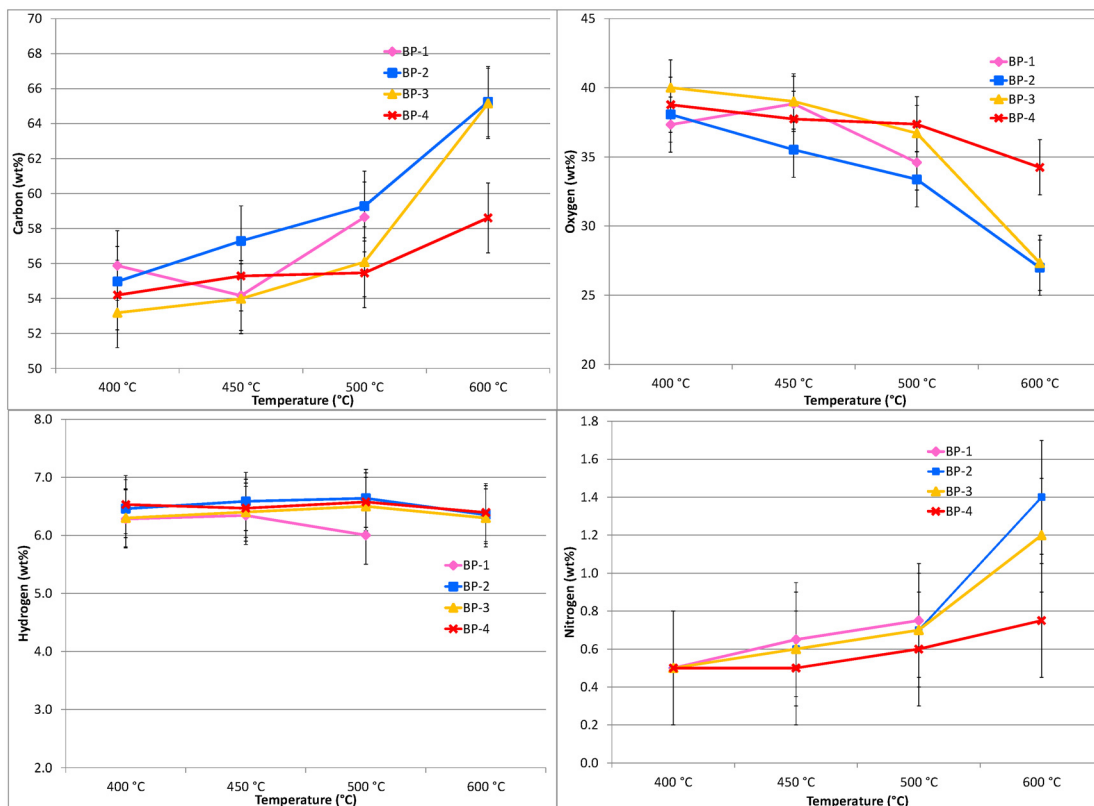 70
68
66
64
62
60
58
56
54
52
50
Carbon (wt%)
BP-1
BP-2
BP-3
BP-4
400 °C 450 °C 500 °C 600 °C
Temperature (°C)
45
40
35
30
25
20
Oxygen (wt%)
BP-1
BP-2
BP-3
BP-4
400 °C 450 °C 500 °C 600 °C
Temperature (°C)
8.0
7.0
6.0
5.0
4.0
3.0
2.0
Hydrogen (wt%)
BP-1
BP-2
BP-3
BP-4
400 °C 450 °C 500 °C 600 °C
Temperature (°C)
1.8
1.6
1.4
1.2
1.0
0.8
0.6
0.4
0.2
0.0
Nitrogen (wt%)
BP-1
BP-2
BP-3
BP-4
400 °C 450 °C 500 °C 600 °C
Temperature (°C)